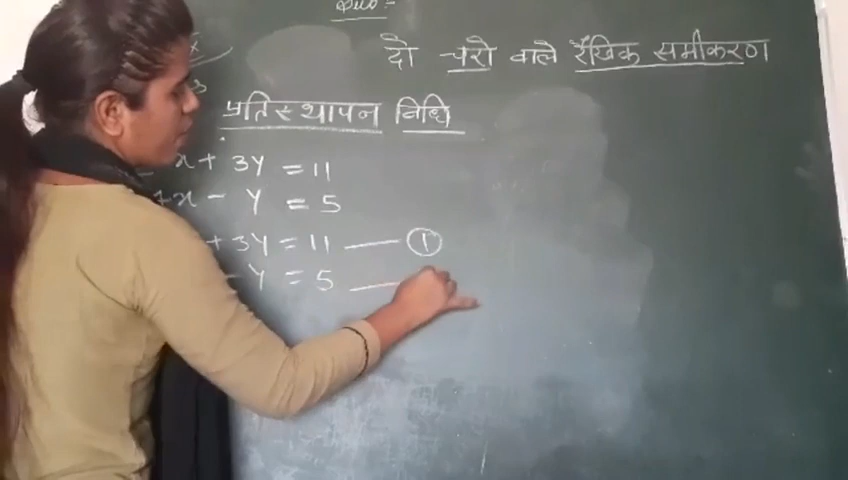 दो चरो वाले रैखिक समीकरण
प्रतिस्थापन विधि
x + 3y = 11
x - y = 5
+ 3y = 11 —— ①
- y = 5 ——